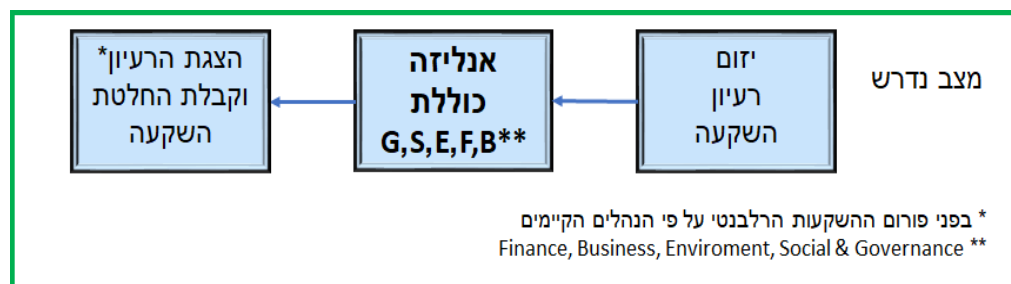 מצב נדרש
יזום
רעיון
השקעה
אנליזה
כוללת
G,S,E,F,B**
הצגת הרעיון*
וקבלת החלטת
השקעה
* בפני פורום ההשקעות הרלבנטי על פי הנהלים הקיימים
** Finance, Business, Enviroment, Social & Governance